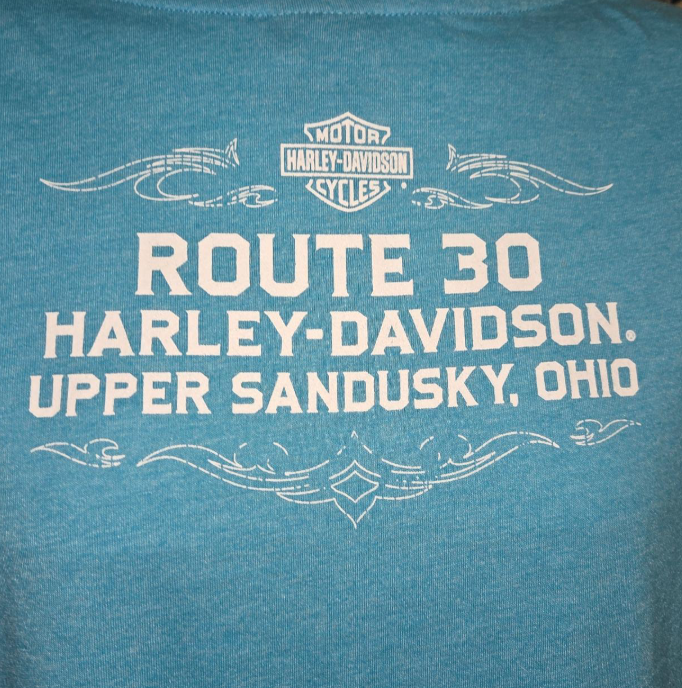 MOTOR
HARLEY-DAVIDSON
CYCLES
ROUTE 30
HARLEY-DAVIDSON.
UPPER SANDUSKY, OHIO